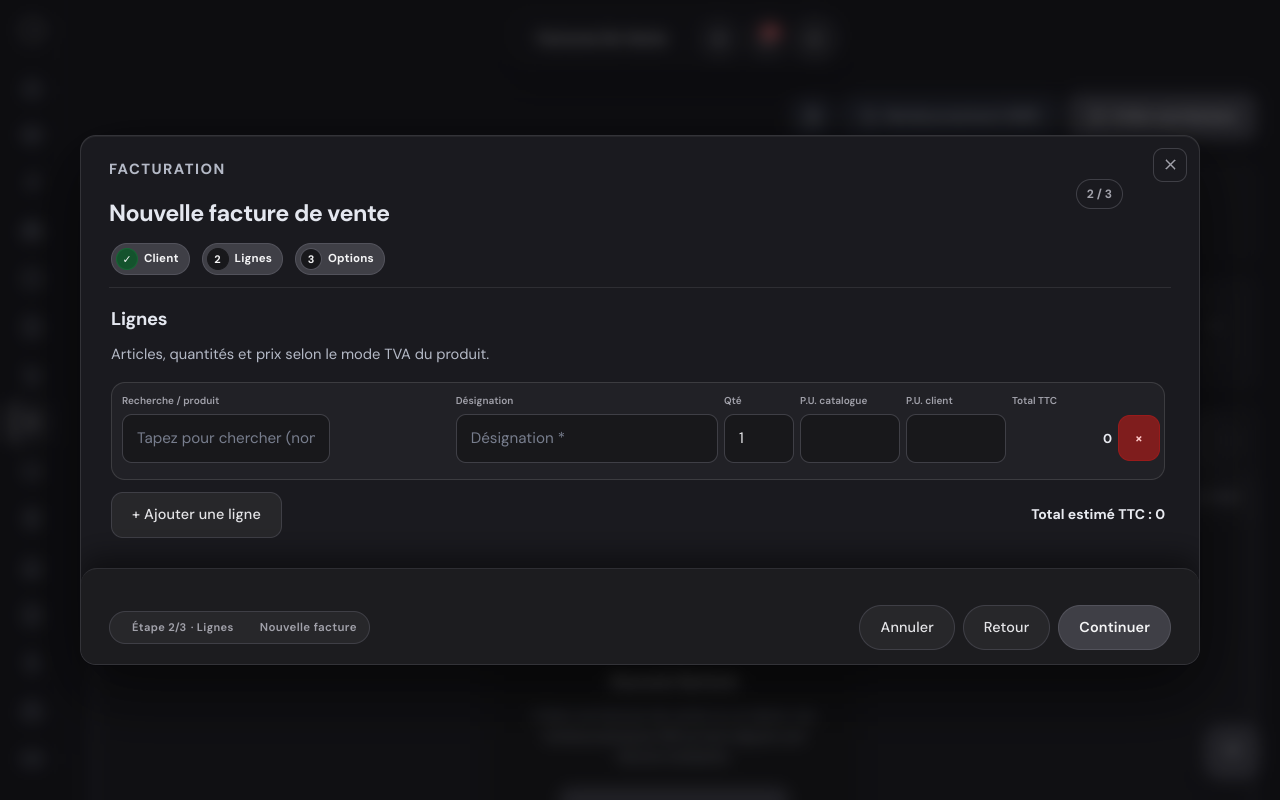 FACTURATION
2 / 3
Nouvelle facture de vente
✓ Client 2 Lignes 3 Options
Lignes
Articles, quantités et prix selon le mode TVA du produit.
Recherche / produit Désignation Qté P.U. catalogue P.U. client Total TTC
Tapez pour chercher (nor Désignation * 1 0 ×
+ Ajouter une ligne Total estimé TTC : 0
Étape 2/3 · Lignes Nouvelle facture Annuler Retour Continuer